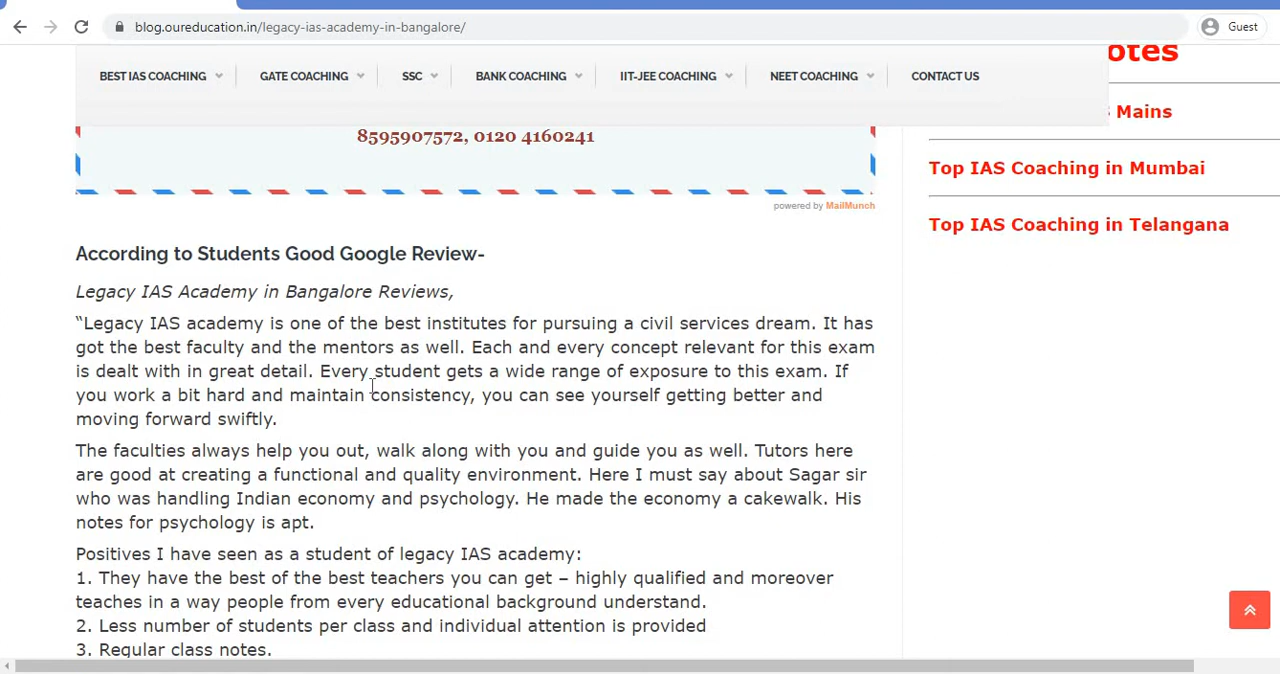 blog.oureducation.in/legacy-ias-academy-in-bangalore/
Guest
BEST IAS COACHING
GATE COACHING
SSC
BANK COACHING
IIT-JEE COACHING
NEET COACHING
CONTACT US
8595907572, 0120 4160241
powered by MailMunch
According to Students Good Google Review-
Legacy IAS Academy in Bangalore Reviews,
“Legacy IAS academy is one of the best institutes for pursuing a civil services dream. It has
got the best faculty and the mentors as well. Each and every concept relevant for this exam
is dealt with in great detail. Every student gets a wide range of exposure to this exam. If
you work a bit hard and maintain consistency, you can see yourself getting better and
moving forward swiftly.
The faculties always help you out, walk along with you and guide you as well. Tutors here
are good at creating a functional and quality environment. Here I must say about Sagar sir
who was handling Indian economy and psychology. He made the economy a cakewalk. His
notes for psychology is apt.
Positives I have seen as a student of legacy IAS academy:
1. They have the best of the best teachers you can get – highly qualified and moreover
teaches in a way people from every educational background understand.
2. Less number of students per class and individual attention is provided
3. Regular class notes.
Mains
Top IAS Coaching in Mumbai
Top IAS Coaching in Telangana